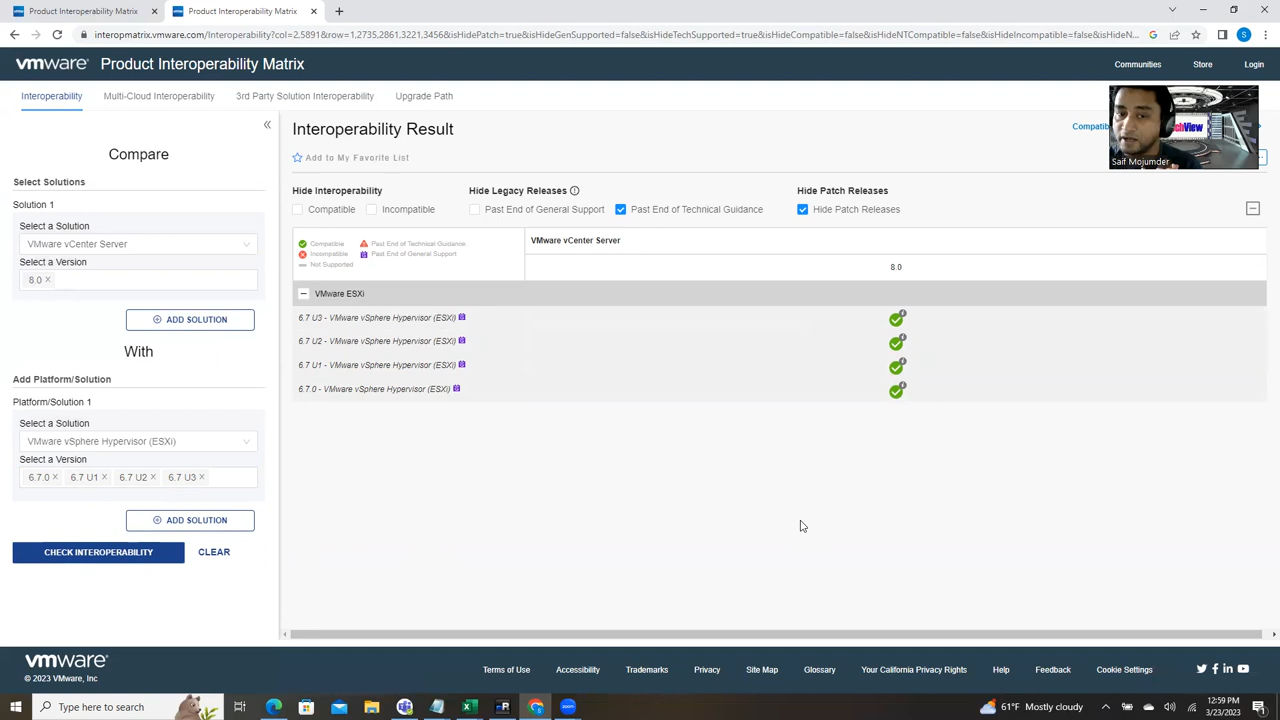 Product Interoperability Matrix
Product Interoperability Matrix
interopmatrix.vmware.com/Interoperability?col=2,5891&row=1,2735,2861,3221,3456&isHidePatch=true&isHideGenSupported=false&isHideTechSupported=true&isHideCompatible=false&isHideNTCompatible=false&isHideIncompatible=false&isHideN...
S
vmware Product Interoperability Matrix
Communities Store Login
Interoperability Multi-Cloud Interoperability 3rd Party Solution Interoperability Upgrade Path
Compare
Select Solutions
Solution 1
Select a Solution
VMware vCenter Server
Select a Version
8.0 ×
ADD SOLUTION
With
Add Platform/Solution
Platform/Solution 1
Select a Solution
VMware vSphere Hypervisor (ESXi)
Select a Version
6.7.0 × 6.7 U1 × 6.7 U2 × 6.7 U3 ×
ADD SOLUTION
CHECK INTEROPERABILITY CLEAR
Interoperability Result
Add to My Favorite List
Hide Interoperability
Compatible Incompatible
Hide Legacy Releases
Past End of General Support Past End of Technical Guidance
Hide Patch Releases
Hide Patch Releases
Compatible Past End of Technical Guidance
Incompatible Past End of General Support
Not Supported
VMware vCenter Server
8.0
VMware ESXi
6.7 U3 - VMware vSphere Hypervisor (ESXi)
6.7 U2 - VMware vSphere Hypervisor (ESXi)
6.7 U1 - VMware vSphere Hypervisor (ESXi)
6.7.0 - VMware vSphere Hypervisor (ESXi)
Saif Mojumder
vmware
© 2023 VMware, Inc
Terms of Use Accessibility Trademarks Privacy Site Map Glossary Your California Privacy Rights Help Feedback Cookie Settings
Type here to search
61°F Mostly cloudy
12:59 PM
3/23/2023